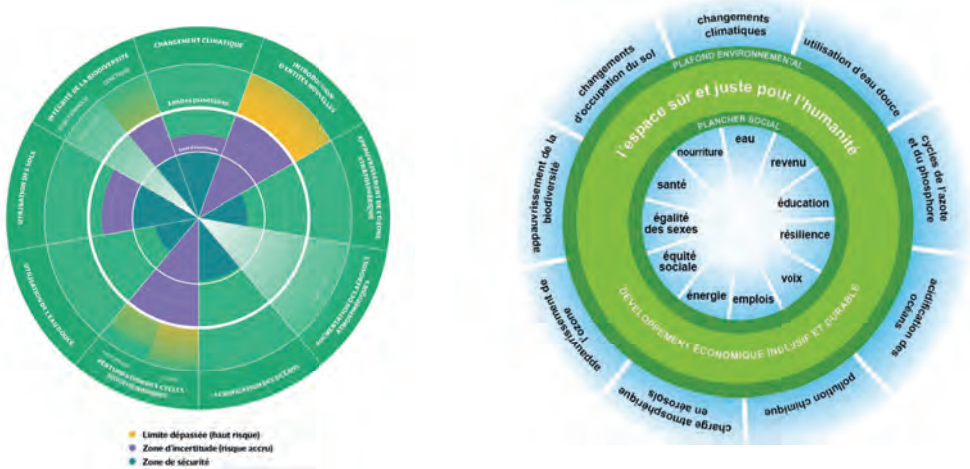 CHANGEMENT CLIMATIQUE
INTRODUCTION
D'ENTITÉS NOUVELLES
APPAUVRISSEMENT DE L'OZONE
STRATOSPHÉRIQUE
AUGMENTATION DES AÉROSOLS
ATMOSPHÉRIQUES
ACIDIFICATION DES OCÉANS
PERTURBATION DES CYCLES
BIOGÉOCHIMIQUES
UTILISATION DE L'EAU DOUCE
UTILISATION DES SOLS
INTÉGRITÉ DE LA BIODIVERSITÉ
Limite dépassée (haut risque)
Zone d'incertitude (risque accru)
Zone de sécurité
changements
climatiques
utilisation d'eau douce
cycles de l'azote
et du phosphore
acidification des
océans
pollution chimique
charge atmosphérique
en aérosols
appauvrissement de
l'ozone
appauvrissement de la
biodiversité
changements
d'occupation du sol
PLAFOND ENVIRONNEMENTAL
l'espace sûr et juste pour l'humanité
PLANCHER SOCIAL
eau
revenu
éducation
résilience
voix
emplois
énergie
équité
sociale
égalité
des sexes
santé
nourriture
DÉVELOPPEMENT ÉCONOMIQUE INCLUSIF ET DURABLE